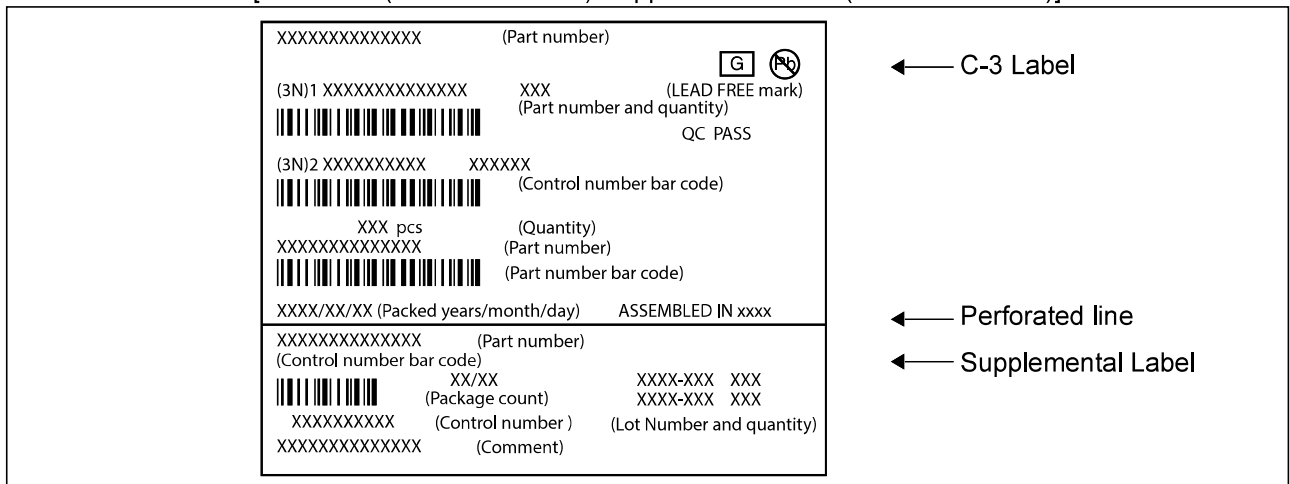 XXXXXXXXXXXXXX (Part number)
G Pb C-3 Label
(3N)1 XXXXXXXXXXXXXX XXX (LEAD FREE mark)
(Part number and quantity)
QC PASS
(3N)2 XXXXXXXXXX XXXXXX
(Control number bar code)
XXX pcs (Quantity)
XXXXXXXXXXXXXX (Part number)
(Part number bar code)
XXXX/XX/XX (Packed years/month/day) ASSEMBLED IN xxxx Perforated line
XXXXXXXXXXXXXX (Part number)
(Control number bar code) Supplemental Label
XX/XX XXXX-XXX XXX
(Package count) XXXX-XXX XXX
XXXXXXXXXX (Control number ) (Lot Number and quantity)
XXXXXXXXXXXXXX (Comment)